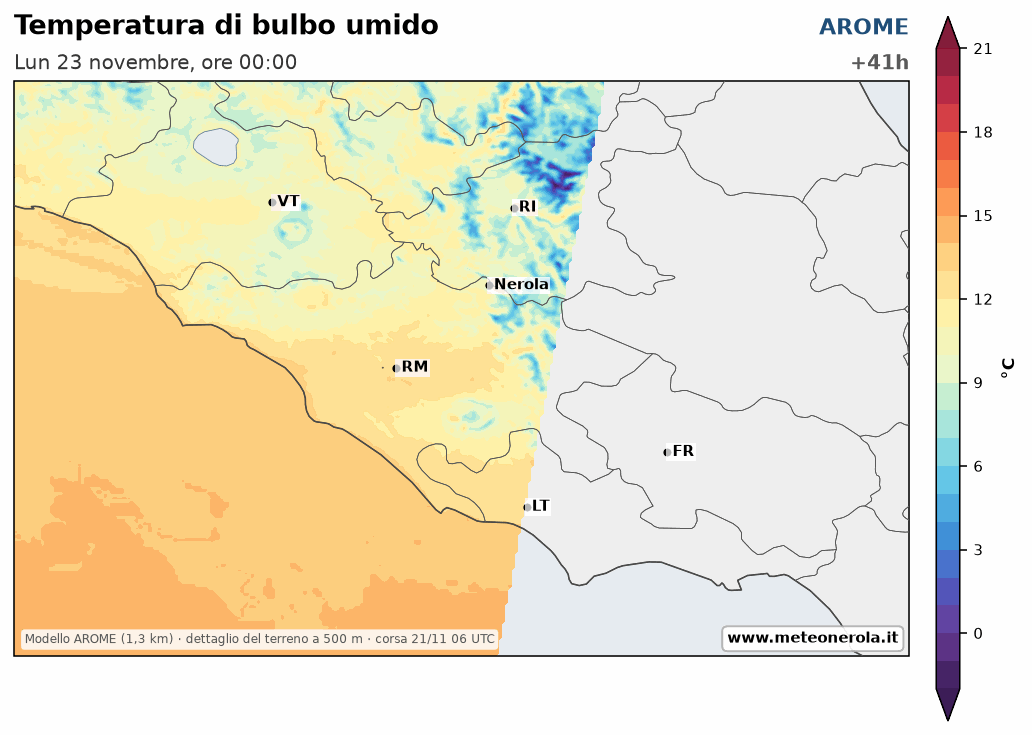 Temperatura di bulbo umido
AROME
Lun 23 novembre, ore 00:00
+41h
VT
RI
Nerola
RM
FR
LT
21
18
15
12
9
6
3
0
°C
Modello AROME (1,3 km) · dettaglio del terreno a 500 m · corsa 21/11 06 UTC
www.meteonerola.it